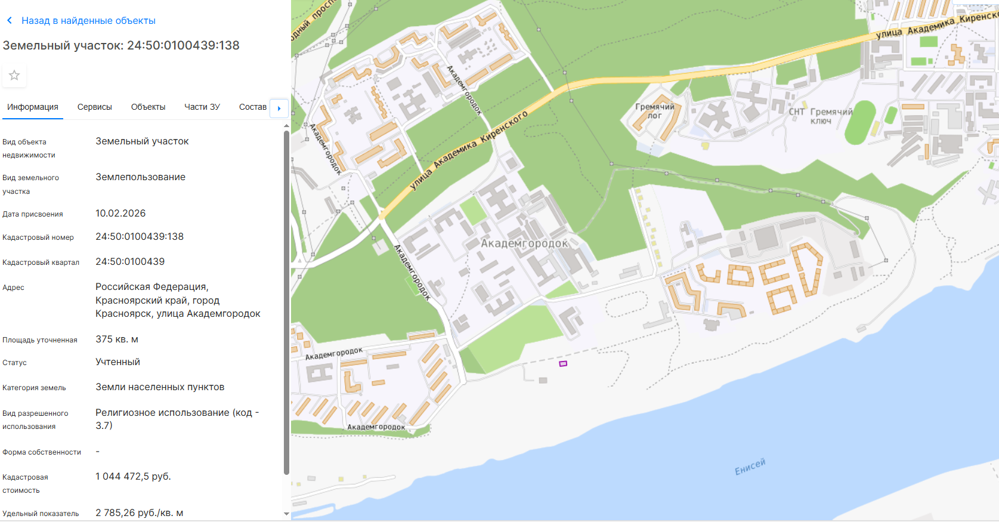 Назад в найденные объекты
Земельный участок: 24:50:0100439:138
Информация
Сервисы
Объекты
Части ЗУ
Состав
Вид объекта
недвижимости
Земельный участок
Вид земельного
участка
Землепользование
Дата присвоения
10.02.2026
Кадастровый номер
24:50:0100439:138
Кадастровый квартал
24:50:0100439
Адрес
Российская Федерация,
Красноярский край, город
Красноярск, улица Академгородок
Площадь уточненная
375 кв. м
Статус
Учтенный
Категория земель
Земли населенных пунктов
Вид разрешенного
использования
Религиозное использование (код -
3.7)
Форма собственности
-
Кадастровая
стоимость
1 044 472,5 руб.
Удельный показатель
2 785,26 руб./кв. м
одный просп
улица Академика Киренск
Академгородок
Гремячий
лог
СНТ Гремячий
ключ
улица Академика Киренского
Академгородок
Академгородок
Академгородок
Академгородок
Академгородок
Енисей